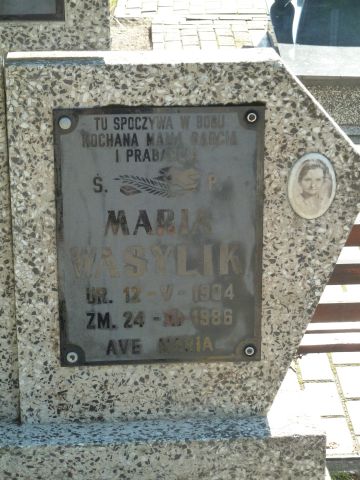 TU SPOCZYWA W BOGU
KOCHANA MAMA BABCIA
I PRABABCIA
Ś. P.
MARIA
WASYLIK
UR. 12-V-1904
ZM. 24- -1986
AVE MARIA